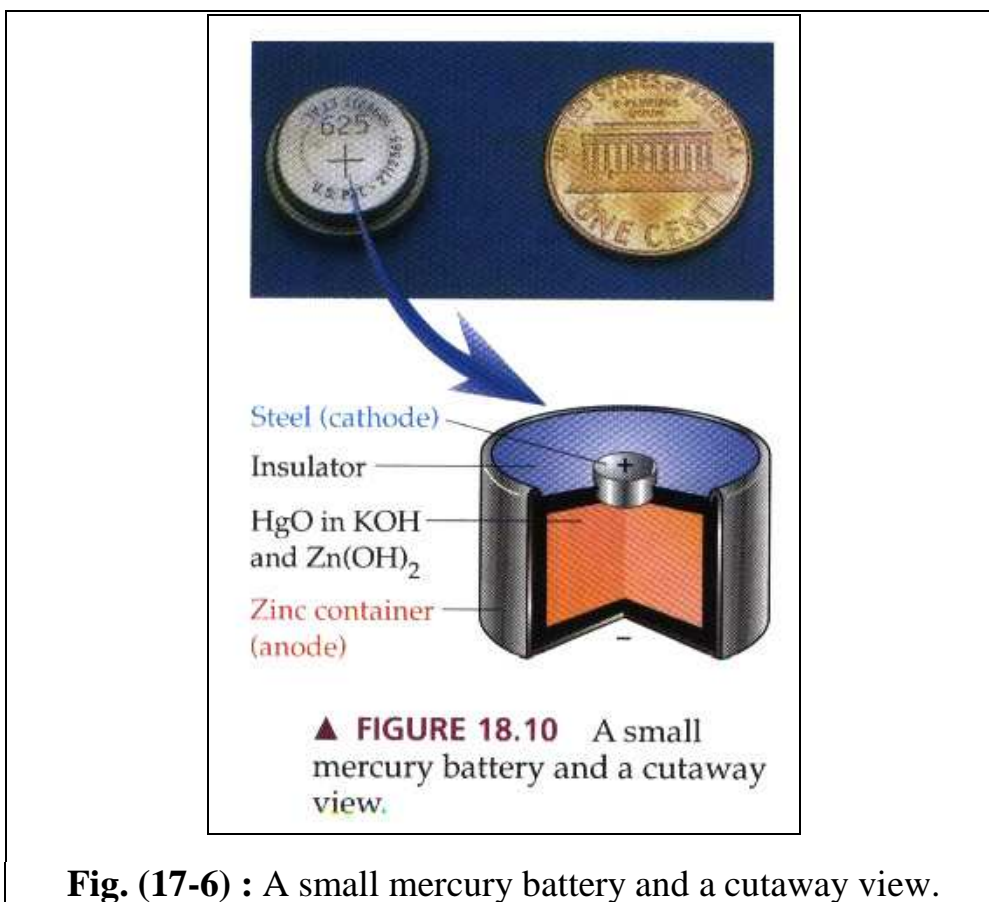 625
+
U.S. PAT.
UNITED STATES OF AMERICA
E PLURIBUS
UNUM
ONE CENT
Steel (cathode)
+
Insulator
HgO in KOH
and Zn(OH)₂
Zinc container
(anode)
–
▲ FIGURE 18.10 A small
mercury battery and a cutaway
view.
Fig. (17-6) : A small mercury battery and a cutaway view.